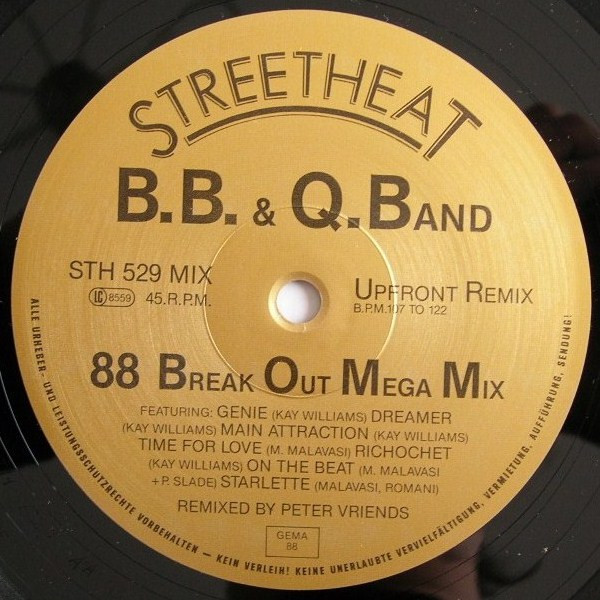 STREETHEAT
B.B. & Q.BAND
STH 529 MIX
LC 8559 45.R.P.M.
UPFRONT REMIX
B.P.M.107 TO 122
88 BREAK OUT MEGA MIX
FEATURING: GENIE (KAY WILLIAMS) DREAMER
(KAY WILLIAMS) MAIN ATTRACTION (KAY WILLIAMS)
TIME FOR LOVE (M. MALAVASI) RICHOCHET
(KAY WILLIAMS) ON THE BEAT (M. MALAVASI
+ P. SLADE) STARLETTE (MALAVASI, ROMANI)
REMIXED BY PETER VRIENDS
GEMA
88
ALLE URHEBER- UND LEISTUNGSSCHUTZRECHTE VORBEHALTEN – KEIN VERLEIH! KEINE UNERLAUBTE VERVIELFÄLTIGUNG, VERMIETUNG, AUFFÜHRUNG, SENDUNG!